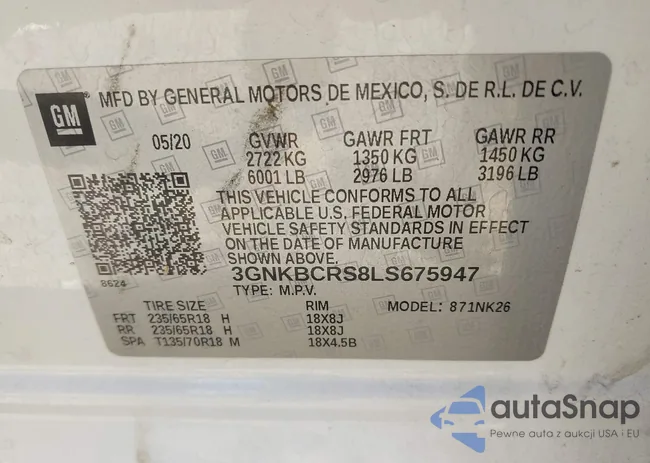 GM MFD BY GENERAL MOTORS DE MEXICO, S. DE R.L. DE C.V.
05/20 GVWR GAWR FRT GAWR RR
2722 KG 1350 KG 1450 KG
6001 LB 2976 LB 3196 LB
THIS VEHICLE CONFORMS TO ALL
APPLICABLE U.S. FEDERAL MOTOR
VEHICLE SAFETY STANDARDS IN EFFECT
ON THE DATE OF MANUFACTURE
SHOWN ABOVE.
8624 3GNKBCRS8LS675947
TYPE: M.P.V. MODEL: 871NK26
TIRE SIZE RIM
FRT 235/65R18 H 18X8J
RR 235/65R18 H 18X8J
SPA T135/70R18 M 18X4.5B
autoSnap
Pewne auta z aukcji USA i EU